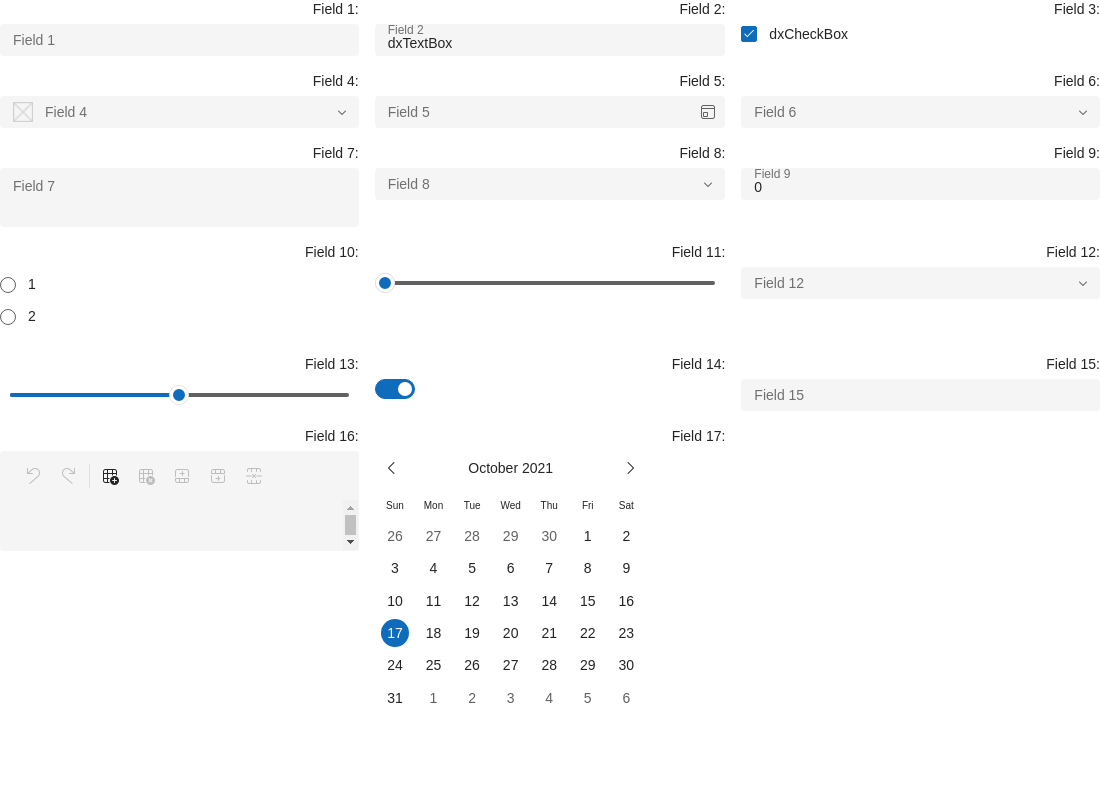 Field 1: Field 2: Field 3:
Field 1 Field 2 dxCheckBox
dxTextBox
Field 4: Field 5: Field 6:
Field 4 Field 5 Field 6
Field 7: Field 8: Field 9:
Field 7 Field 8 Field 9
0
Field 10: Field 11: Field 12:
1 Field 12
2
Field 13: Field 14: Field 15:
Field 15
Field 16: Field 17:
October 2021
Sun Mon Tue Wed Thu Fri Sat
26 27 28 29 30 1 2
3 4 5 6 7 8 9
10 11 12 13 14 15 16
17 18 19 20 21 22 23
24 25 26 27 28 29 30
31 1 2 3 4 5 6